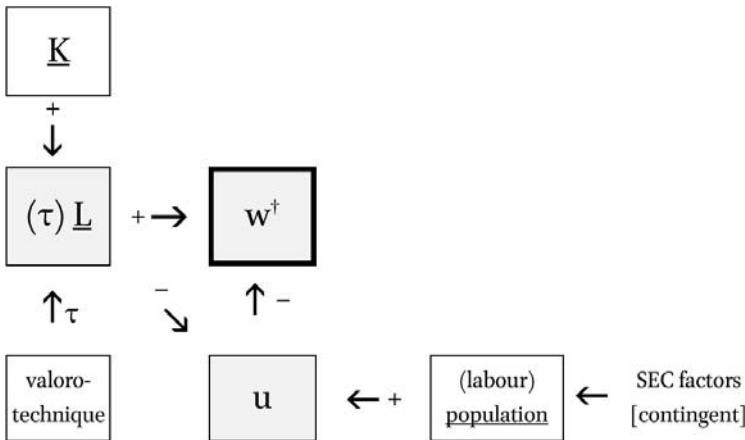 K
+
↓
(τ) L + → w†
↑ τ
− ↘
↑ −
valoro-
technique
u
← +
(labour)
population
←
SEC factors
[contingent]